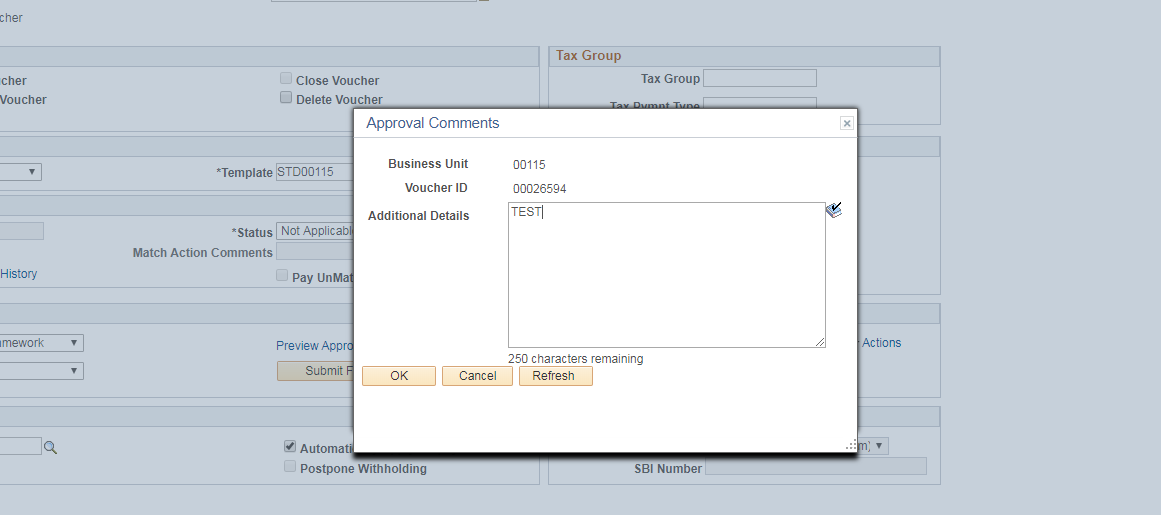 cher
Tax Group
ucher
Close Voucher
Tax Group
Voucher
Delete Voucher
Tax Pymnt Type
Approval Comments
Business Unit 00115
*Template STD00115
Voucher ID 00026594
Additional Details TEST
*Status Not Applicabl
Match Action Comments
History
Pay UnMat
250 characters remaining
mework
Preview Appro
Actions
Submit F
OK Cancel Refresh
Automati
m)
Postpone Withholding
SBI Number